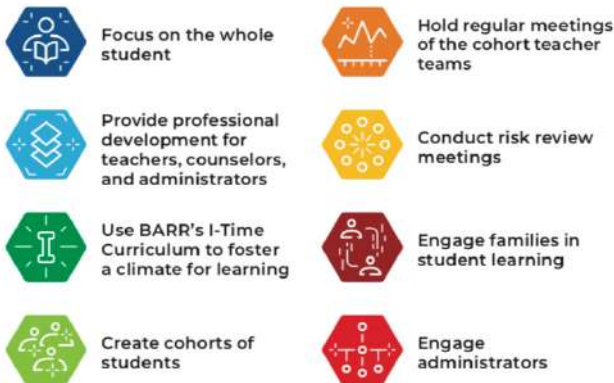 Focus on the whole
student
Provide professional
development for
teachers, counselors,
and administrators
Use BARR's I-Time
Curriculum to foster
a climate for learning
Create cohorts of
students
Hold regular meetings
of the cohort teacher
teams
Conduct risk review
meetings
Engage families in
student learning
Engage
administrators